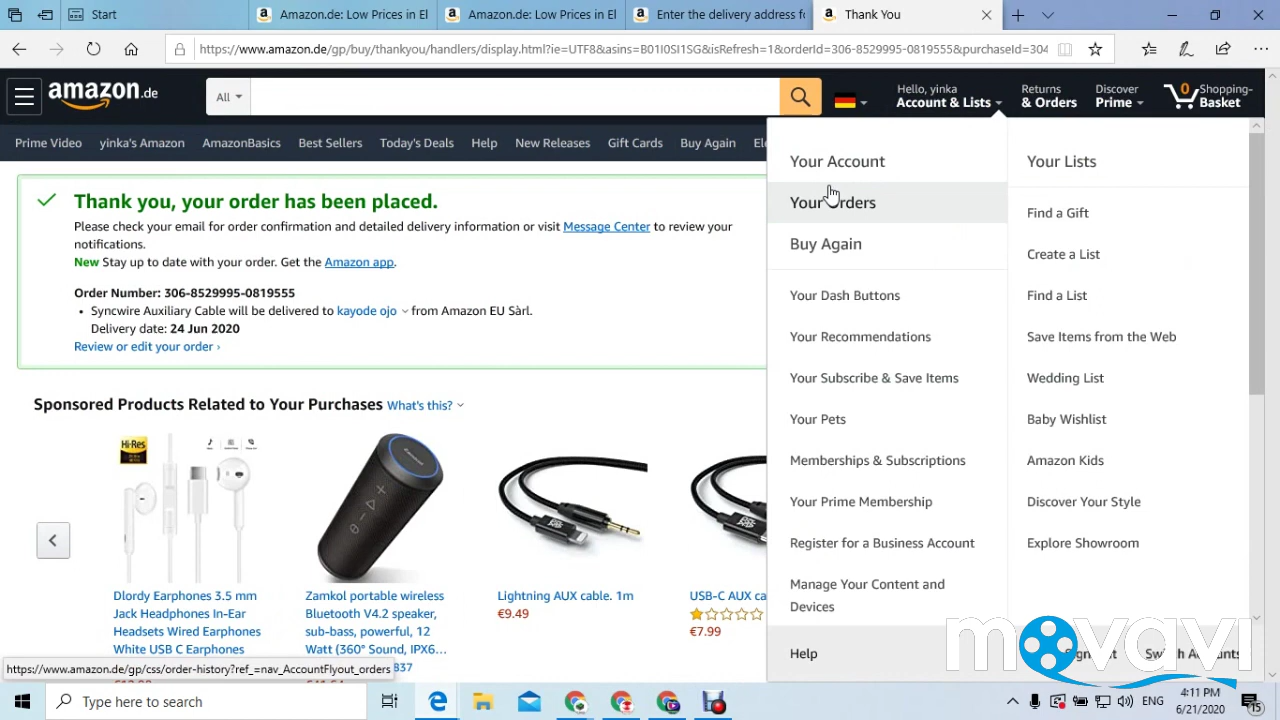 Amazon.de Prices in El
Amazon.de Prices in El
Enter the delivery address fo
Amazon.de Thanks You
https://www.amazon.de/gp/buy/thankyou/handlers/display.html?ie=UTF8&asins=B01I0SI1SG&isRefresh=1&orderId=306-8529995-0819555&purchaseId=304
amazon.de
All
Hello, yinka
Account & Lists
Returns
& Orders
Discover
Prime
0
Shopping-
Basket
Prime Video yinka's Amazon AmazonBasics Best Sellers Today's Deals Help New Releases Gift Cards Buy Again Ele
Thank you, your order has been placed.
Please check your email for order confirmation and detailed delivery information or visit Message Center to review your
notifications.
New Stay up to date with your order. Get the Amazon app.
Order Number: 306-8529995-0819555
• Syncwire Auxiliary Cable will be delivered to kayode ojo from Amazon EU Sàrl.
Delivery date: 24 Jun 2020
Review or edit your order ›
Sponsored Products Related to Your Purchases What's this?
Hi-Res
Dlordy Earphones 3.5 mm
Jack Headphones In-Ear
Headsets Wired Earphones
White USB C Earphones
Zamkol portable wireless
Bluetooth V4.2 speaker,
sub-bass, powerful, 12
Watt (360° Sound, IPX6...
837
Lightning AUX cable. 1m
€9.49
USB-C AUX ca
€7.99
Your Account
Your Orders
Buy Again
Your Dash Buttons
Your Recommendations
Your Subscribe & Save Items
Your Pets
Memberships & Subscriptions
Your Prime Membership
Register for a Business Account
Manage Your Content and
Devices
Help
Your Lists
Find a Gift
Create a List
Find a List
Save Items from the Web
Wedding List
Baby Wishlist
Amazon Kids
Discover Your Style
Explore Showroom
Switch Accounts
movavi
https://www.amazon.de/gp/css/order-history?ref_=nav_AccountFlyout_orders
Type here to search
ENG
4:11 PM
6/21/2020
15